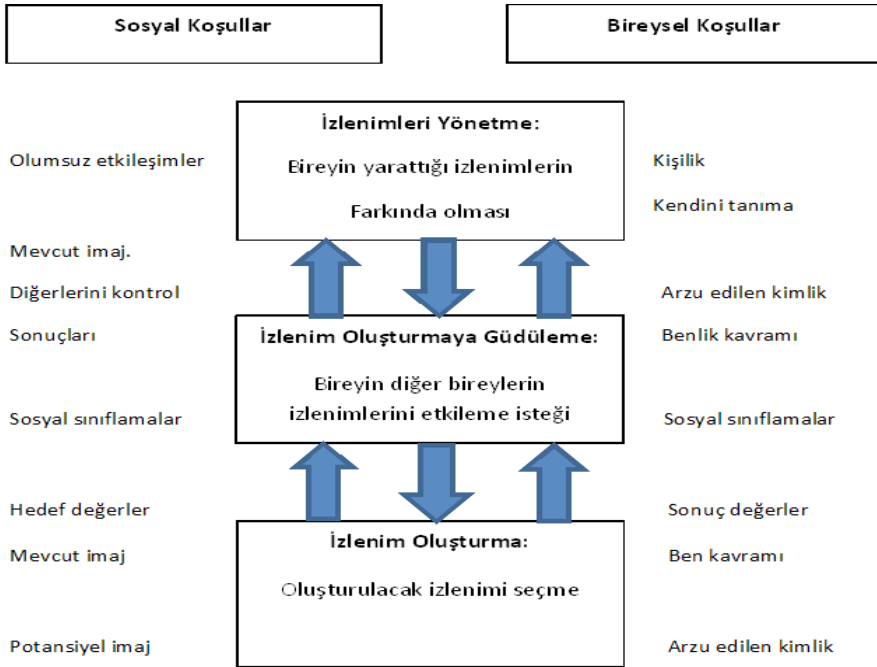 Sosyal Koşullar
Bireysel Koşullar
İzlenimleri Yönetme:
Olumsuz etkileşimler
Bireyin yarattığı izlenimlerin
Kişilik
Farkında olması
Kendini tanıma
Mevcut imaj.
Diğerlerini kontrol
Arzu edilen kimlik
Sonuçları
İzlenim Oluşturmaya Güdüleme:
Benlik kavramı
Bireyin diğer bireylerin
izlenimlerini etkileme isteği
Sosyal sınıflamalar
Sosyal sınıflamalar
Hedef değerler
Sonuç değerler
İzlenim Oluşturma:
Mevcut imaj
Ben kavramı
Oluşturulacak izlenimi seçme
Potansiyel imaj
Arzu edilen kimlik